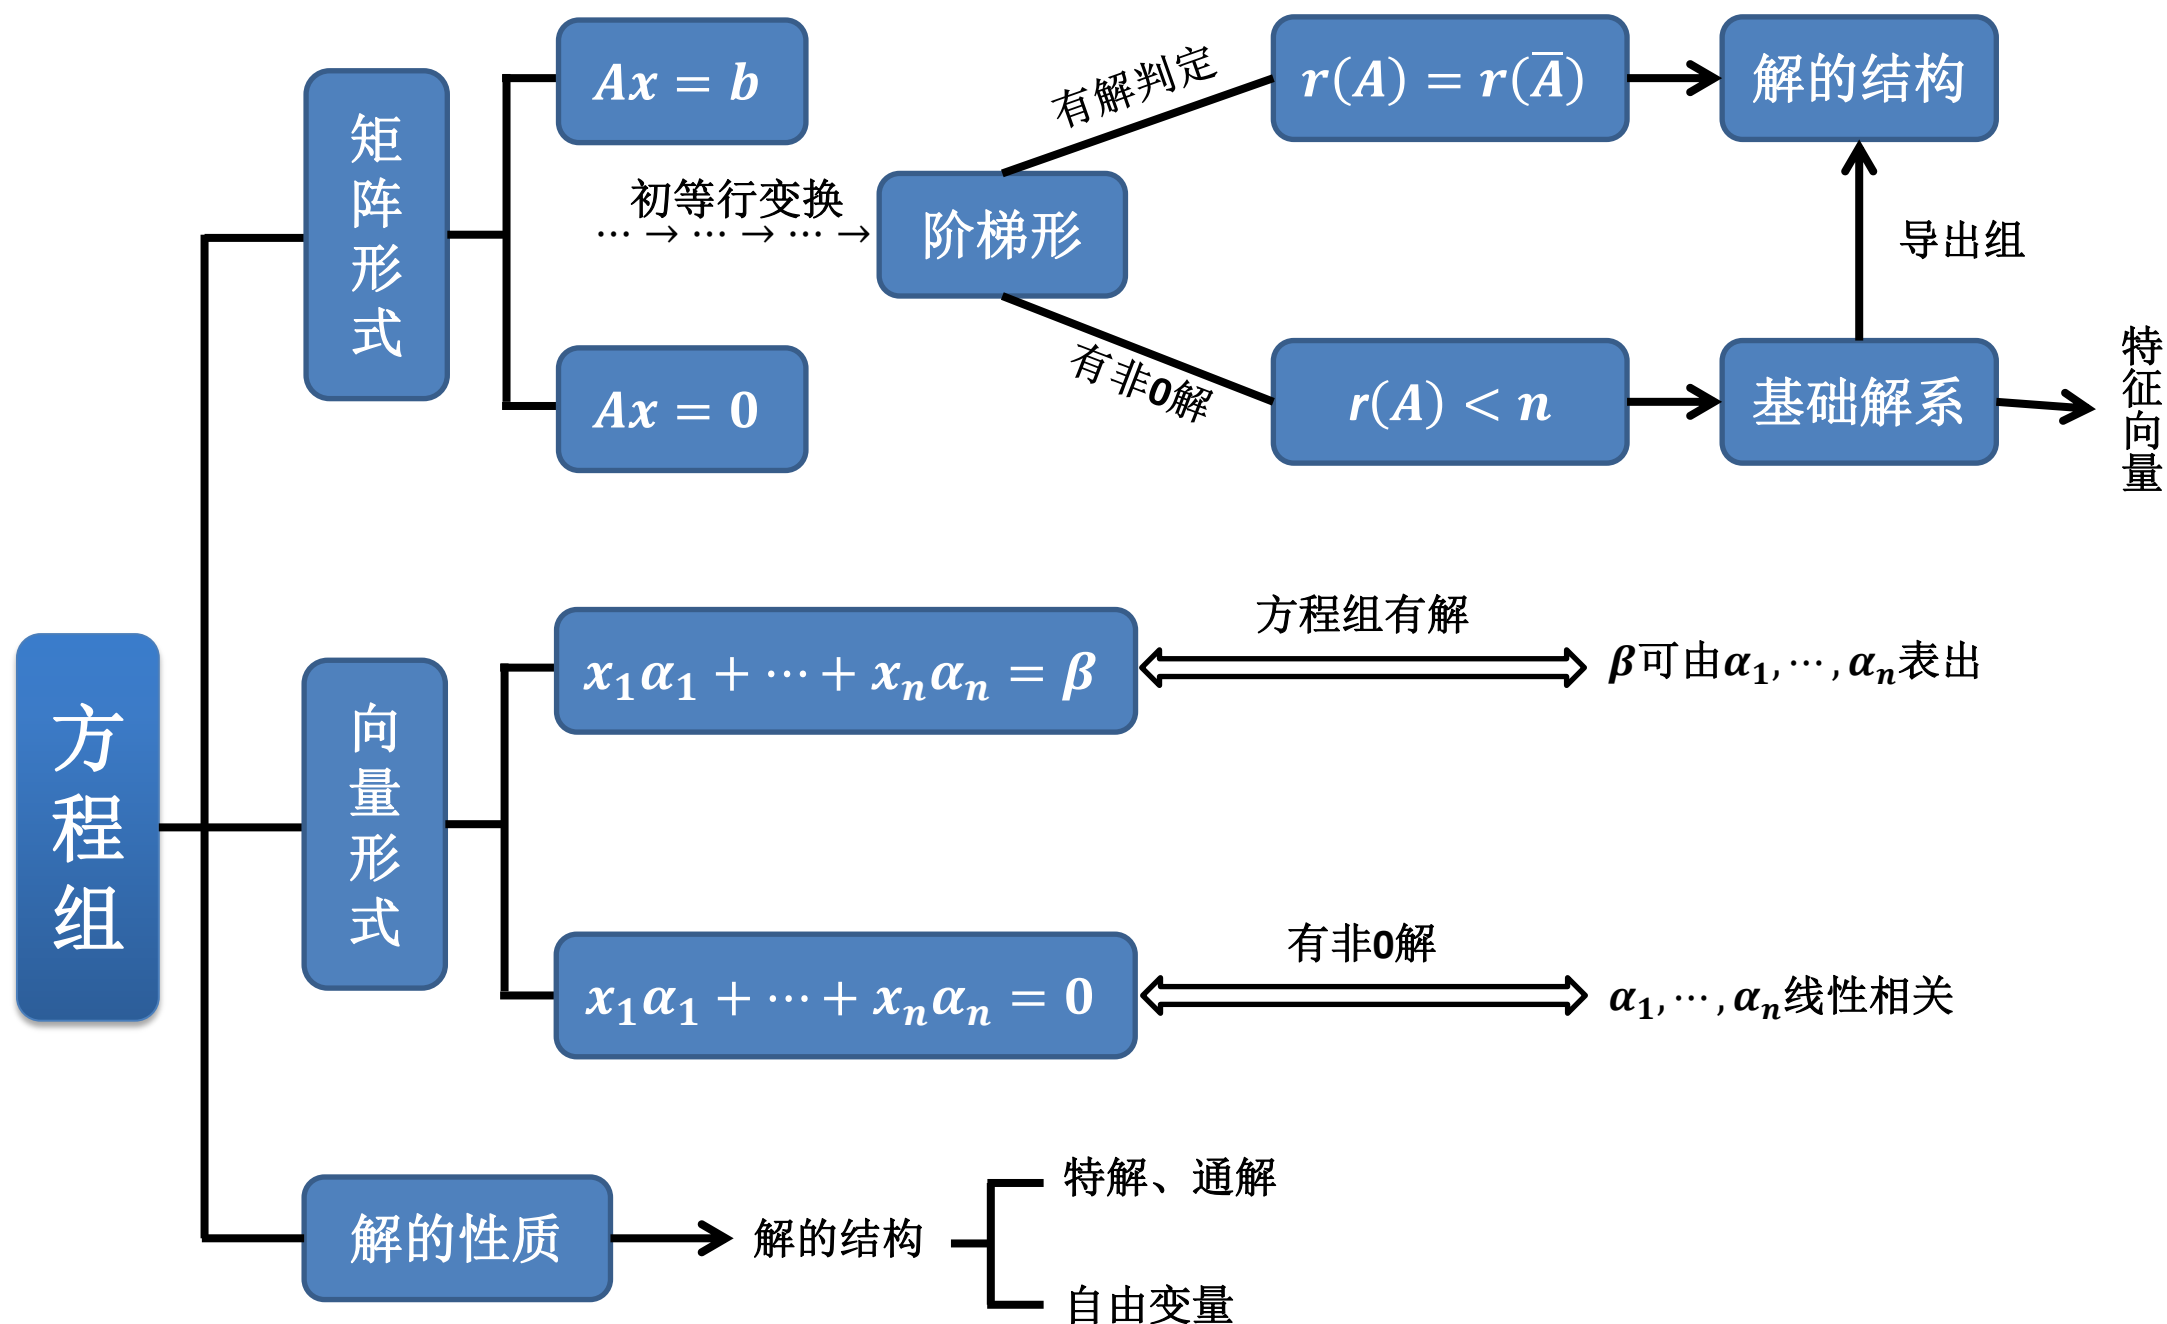 方程组
矩阵形式
Ax = b
Ax = 0
初等行变换
··· → ··· → ··· →
阶梯形
有解判定
r(A) = r(A̅)
解的结构
有非0解
r(A) < n
基础解系
导出组
特征向量
向量形式
x₁α₁ + ··· + xₙαₙ = β
方程组有解
β可由α₁, ··· , αₙ表出
x₁α₁ + ··· + xₙαₙ = 0
有非0解
α₁, ··· , αₙ线性相关
解的性质
解的结构
特解、通解
自由变量